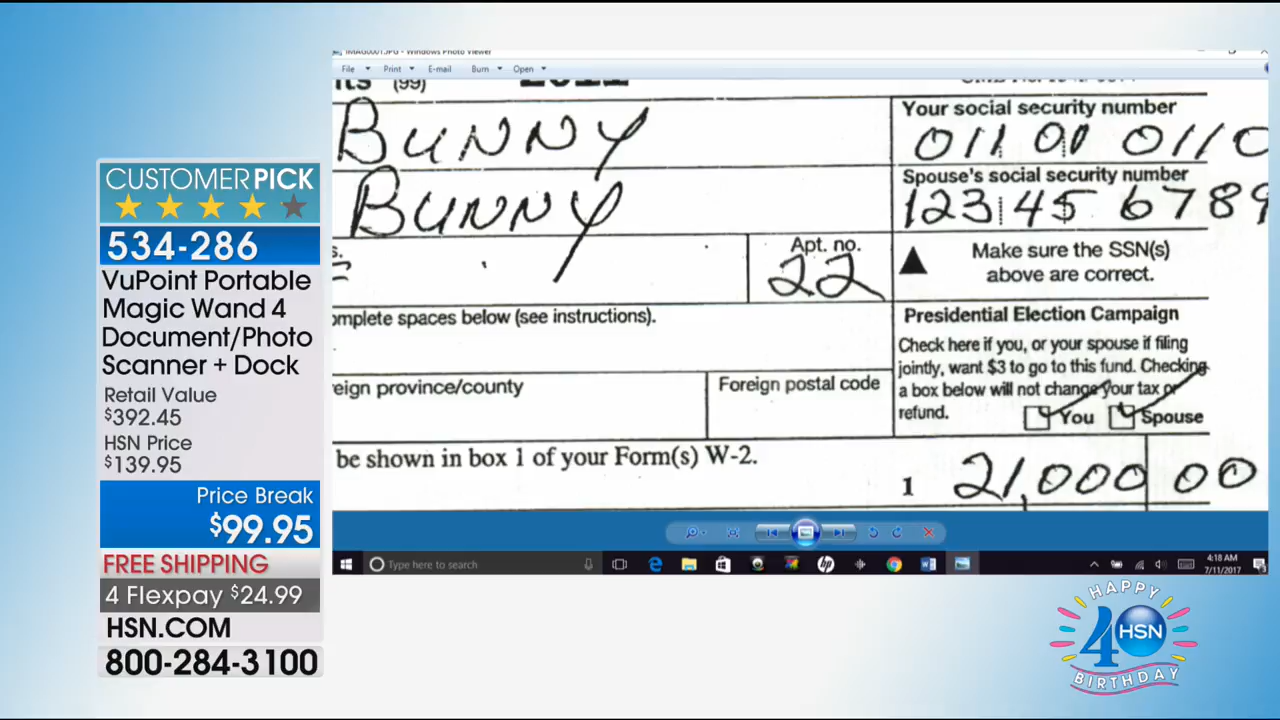 CUSTOMER PICK
534-286
VuPoint Portable
Magic Wand 4
Document/Photo
Scanner + Dock
Retail Value
$392.45
HSN Price
$139.95
Price Break
$99.95
FREE SHIPPING
4 Flexpay $24.99
HSN.COM
800-284-3100
IMAG0001.JPG - Windows Photo Viewer
File Print E-mail Burn Open
(99) 2011
BUNNY
BUNNY
Your social security number
011 00 0110
Spouse's social security number
123 45 6789
Apt. no.
22
Make sure the SSN(s)
above are correct.
omplete spaces below (see instructions).
Presidential Election Campaign
Check here if you, or your spouse if filing
jointly, want $3 to go to this fund. Checking
a box below will not change your tax or
refund. You Spouse
eign province/county
Foreign postal code
be shown in box 1 of your Form(s) W-2.
1 21,000 00
Type here to search
4:18 AM
7/11/2017
HAPPY
40 HSN
BIRTHDAY